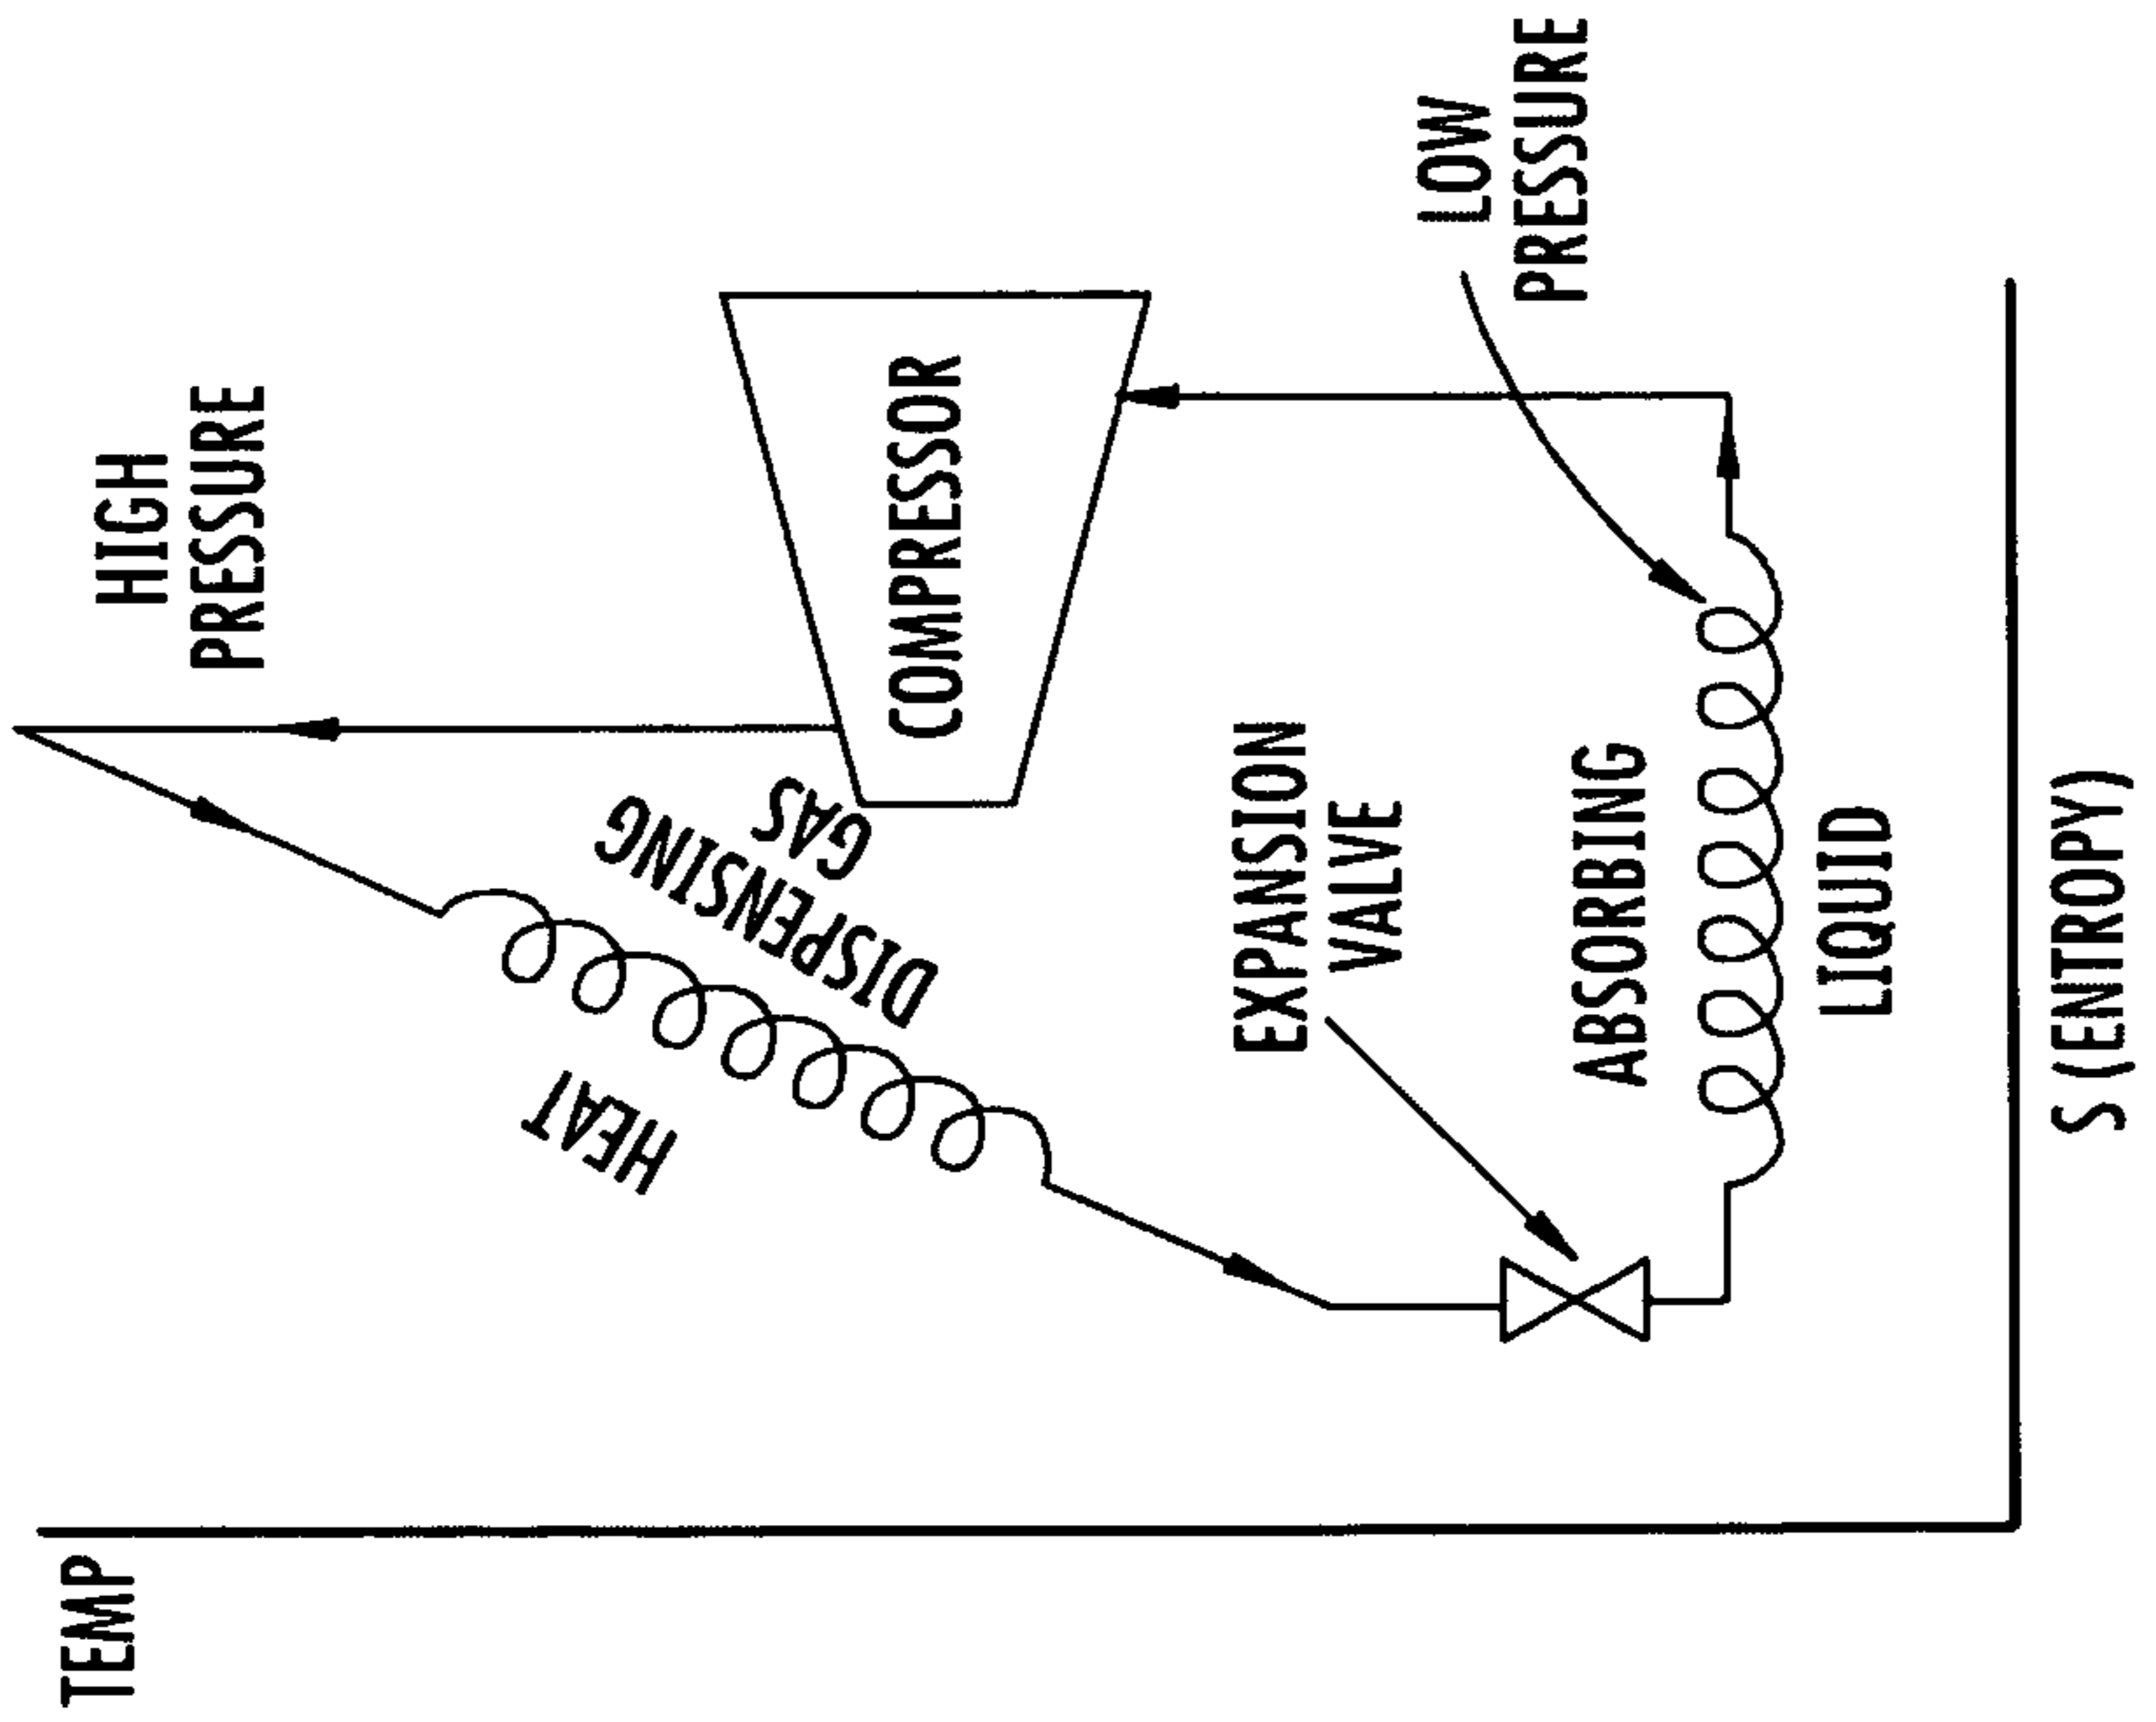 TEMP
HIGH
PRESSURE
HEAT
DISPENSING
GAS
COMPRESSOR
EXPANSION
VALVE
LOW
PRESSURE
ABSORBING
LIQUID
S (ENTROPY)